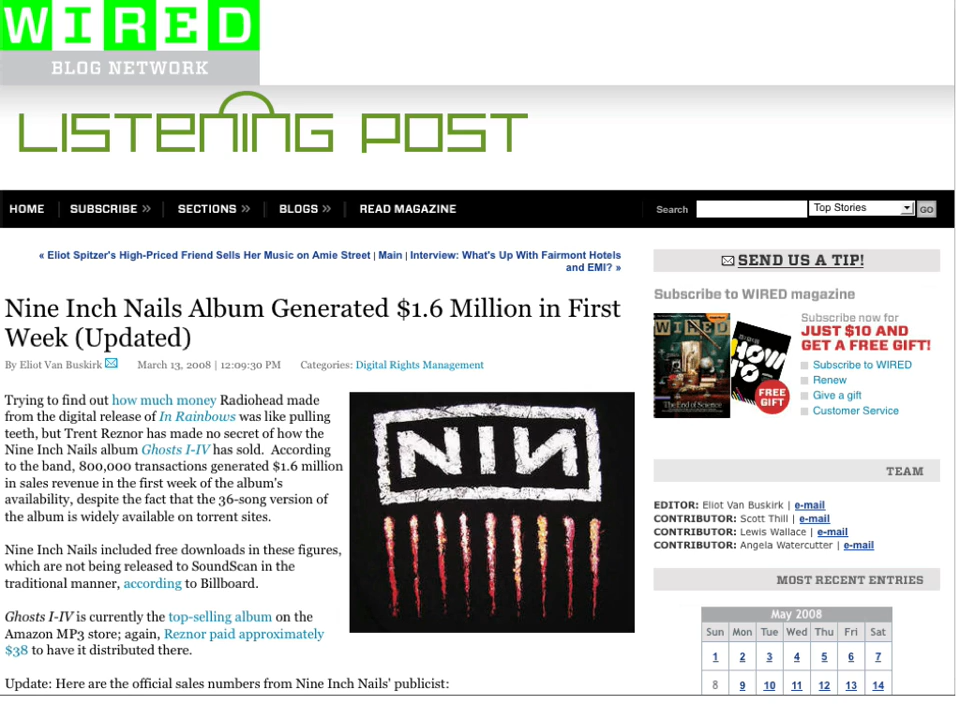 WIRED
BLOG NETWORK
LISTENING POST
HOME SUBSCRIBE » SECTIONS » BLOGS » READ MAGAZINE Search Top Stories GO
« Eliot Spitzer's High-Priced Friend Sells Her Music on Amie Street | Main | Interview: What's Up With Fairmont Hotels
and EMI? »
Nine Inch Nails Album Generated $1.6 Million in First
Week (Updated)
By Eliot Van Buskirk March 13, 2008 | 12:09:30 PM Categories: Digital Rights Management
Trying to find out how much money Radiohead made
from the digital release of In Rainbows was like pulling
teeth, but Trent Reznor has made no secret of how the
Nine Inch Nails album Ghosts I-IV has sold. According
to the band, 800,000 transactions generated $1.6 million
in sales revenue in the first week of the album's
availability, despite the fact that the 36-song version of
the album is widely available on torrent sites.
Nine Inch Nails included free downloads in these figures,
which are not being released to SoundScan in the
traditional manner, according to Billboard.
Ghosts I-IV is currently the top-selling album on the
Amazon MP3 store; again, Reznor paid approximately
$38 to have it distributed there.
Update: Here are the official sales numbers from Nine Inch Nails' publicist:
NIN
SEND US A TIP!
Subscribe to WIRED magazine
WIRED
The End of Science
HOW TO
FREE
GIFT
Subscribe now for
JUST $10 AND
GET A FREE GIFT!
Subscribe to WIRED
Renew
Give a gift
Customer Service
TEAM
EDITOR: Eliot Van Buskirk | e-mail
CONTRIBUTOR: Scott Thill | e-mail
CONTRIBUTOR: Lewis Wallace | e-mail
CONTRIBUTOR: Angela Watercutter | e-mail
MOST RECENT ENTRIES
May 2008
Sun Mon Tue Wed Thu Fri Sat
1 2 3 4 5 6 7
8 9 10 11 12 13 14